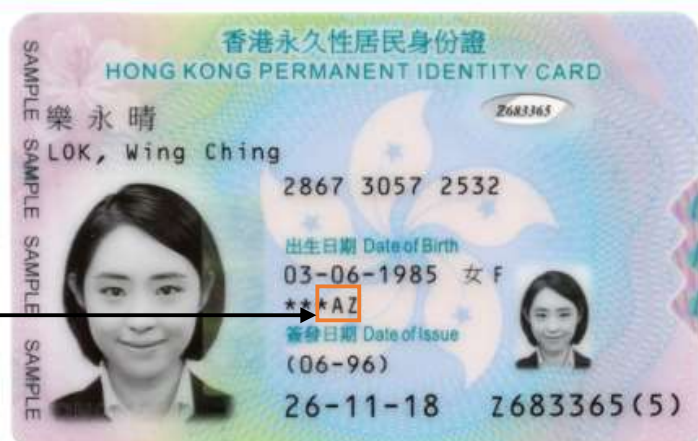 香港永久性居民身份證
HONG KONG PERMANENT IDENTITY CARD
樂永晴
LOK, Wing Ching
Z683365
2867 3057 2532
出生日期 Date of Birth
03-06-1985 女 F
***AZ
簽發日期 Date of Issue
(06-96)
26-11-18 Z683365(5)
SAMPLE SAMPLE SAMPLE SAMPLE